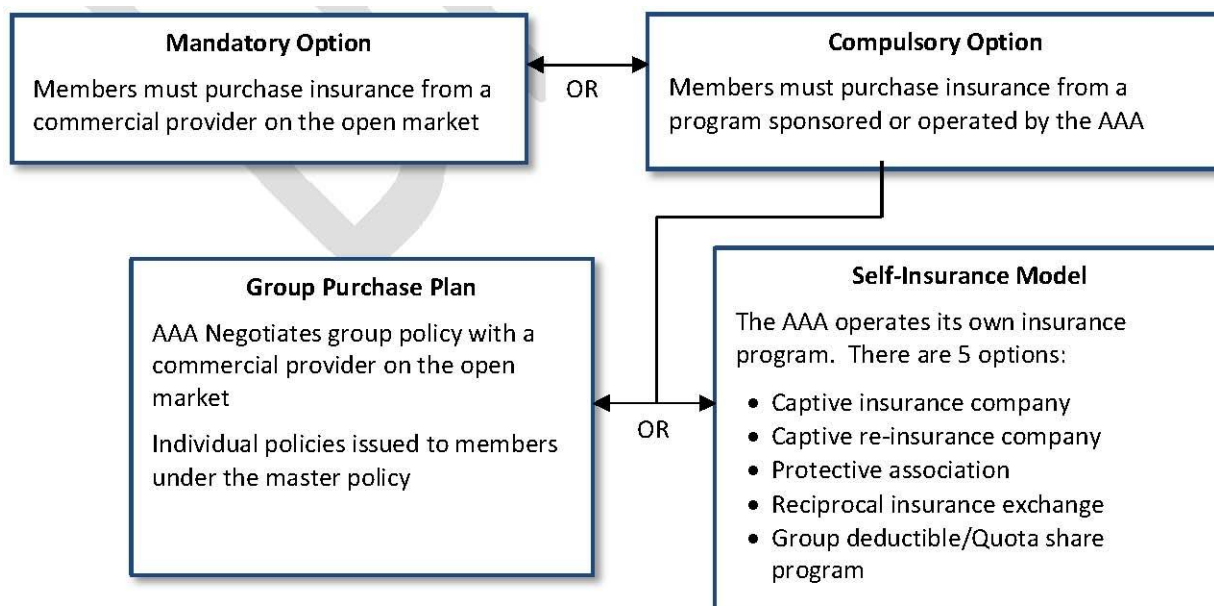 Mandatory Option
Members must purchase insurance from a
commercial provider on the open market
OR
Compulsory Option
Members must purchase insurance from a
program sponsored or operated by the AAA
Group Purchase Plan
AAA Negotiates group policy with a
commercial provider on the open
market
Individual policies issued to members
under the master policy
OR
Self-Insurance Model
The AAA operates its own insurance
program.  There are 5 options:
• Captive insurance company
• Captive re-insurance company
• Protective association
• Reciprocal insurance exchange
• Group deductible/Quota share
program